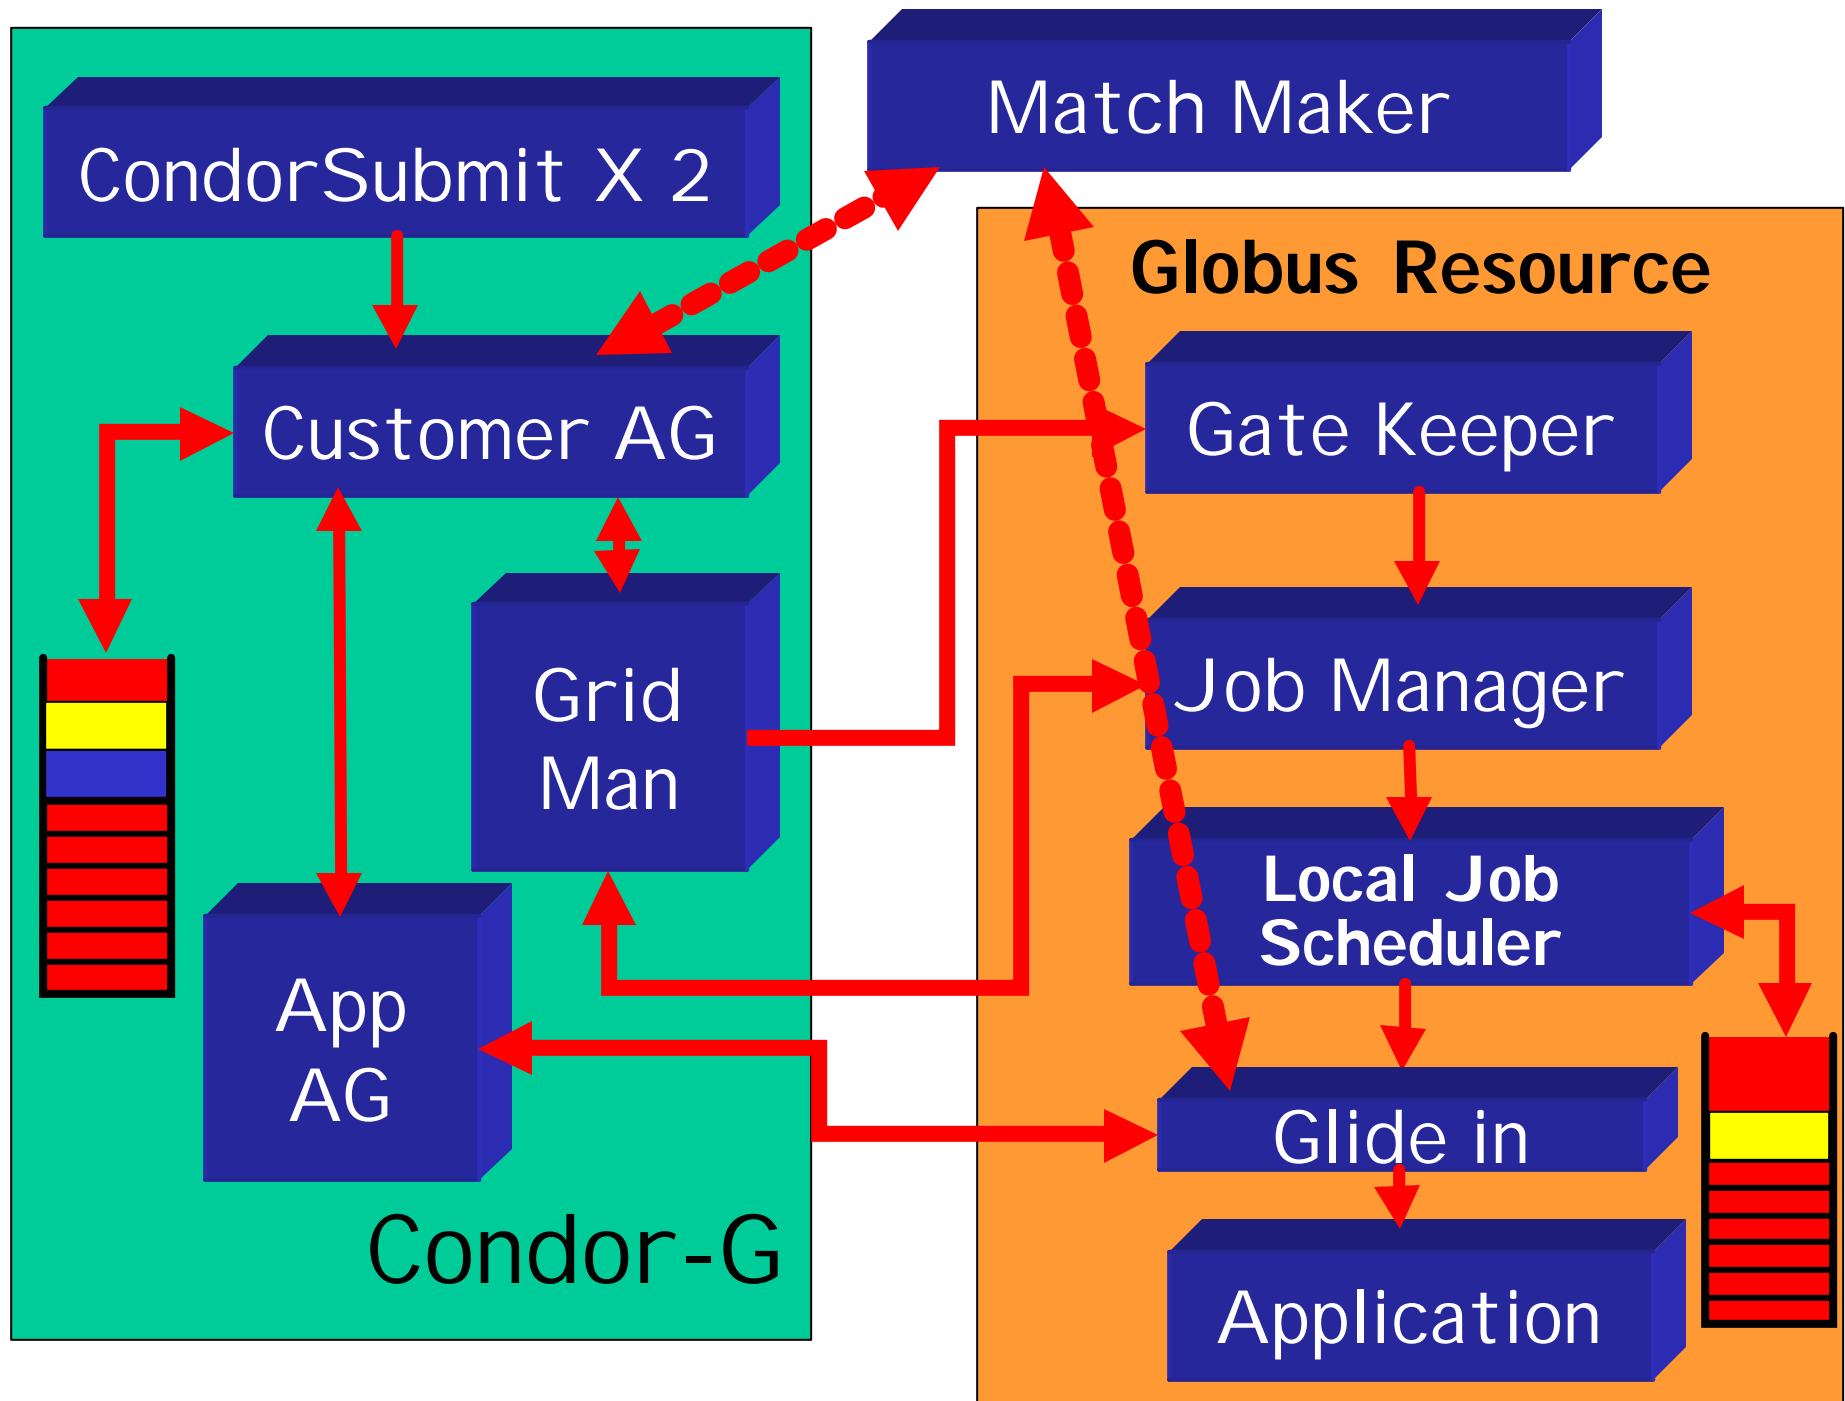 Match Maker
CondorSubmit X 2
Globus Resource
Customer AG
Gate Keeper
Grid
Man
Job Manager
Local Job
Scheduler
App
AG
Glide in
Condor-G
Application